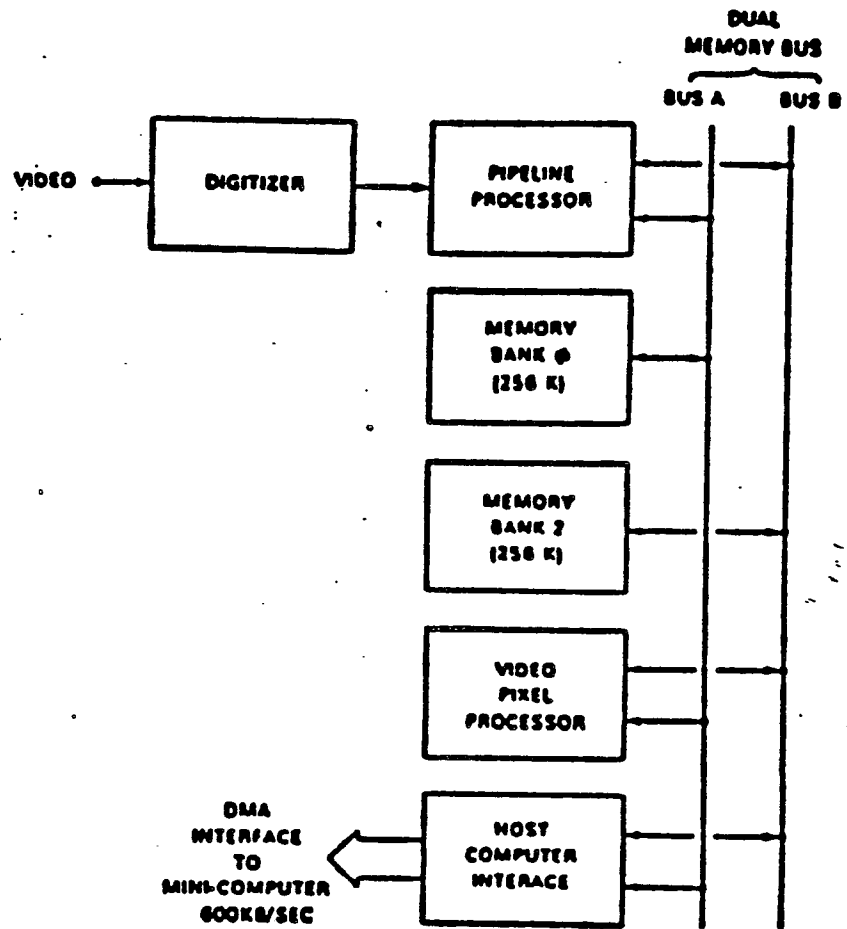 DUAL
MEMORY BUS
BUS A
BUS B
VIDEO
DIGITIZER
PIPELINE
PROCESSOR
MEMORY
BANK φ
(256 K)
MEMORY
BANK 2
(256 K)
VIDEO
PIXEL
PROCESSOR
DMA
INTERFACE
TO
MINI-COMPUTER
600KB/SEC
HOST
COMPUTER
INTERACE